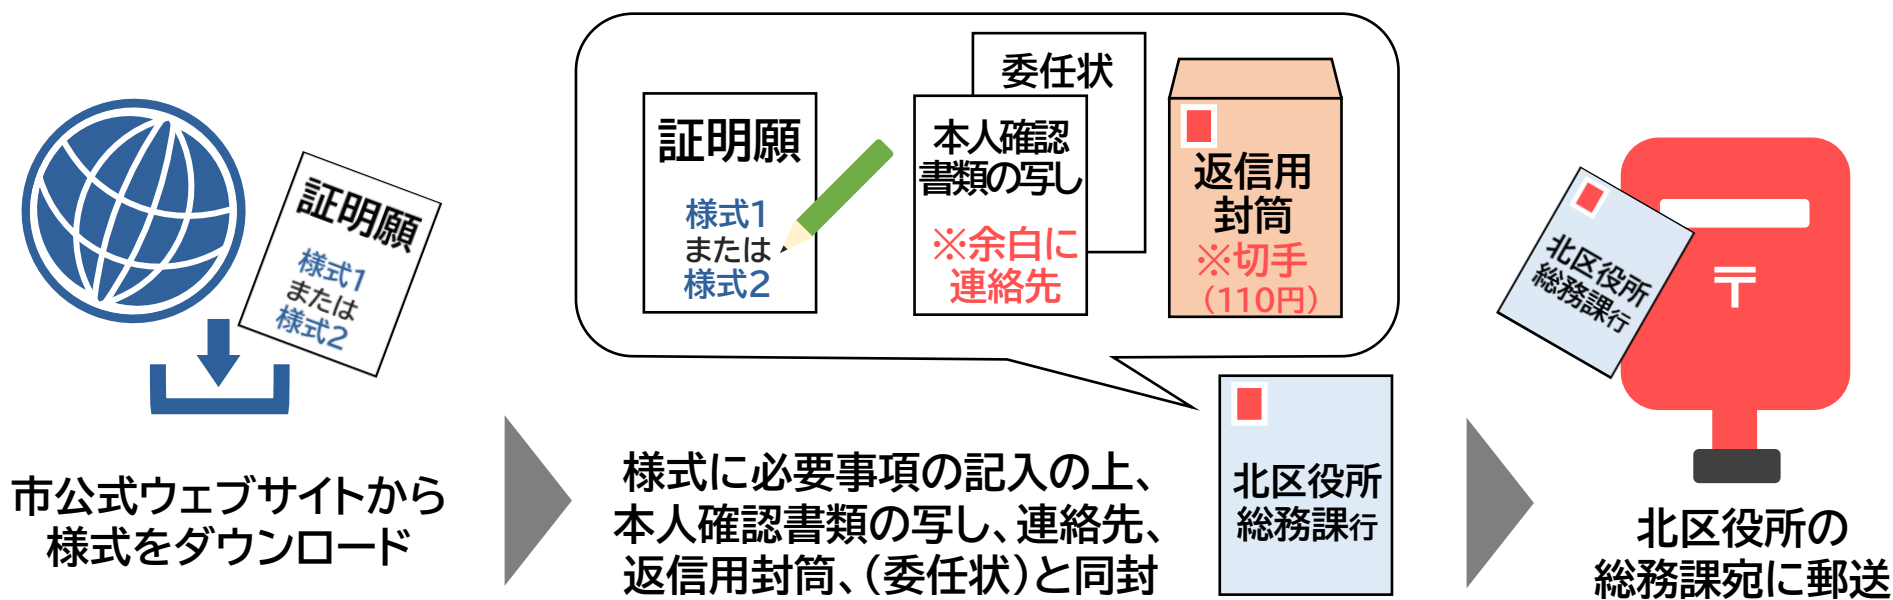 証明願
様式1
または
様式2
市公式ウェブサイトから
様式をダウンロード
証明願
様式1
または
様式2
委任状
本人確認
書類の写し
※余白に
連絡先
返信用
封筒
※切手
(110円)
北区役所
総務課行
様式に必要事項の記入の上、
本人確認書類の写し、連絡先、
返信用封筒、(委任状)と同封
北区役所
総務課行
〒
北区役所の
総務課宛に郵送